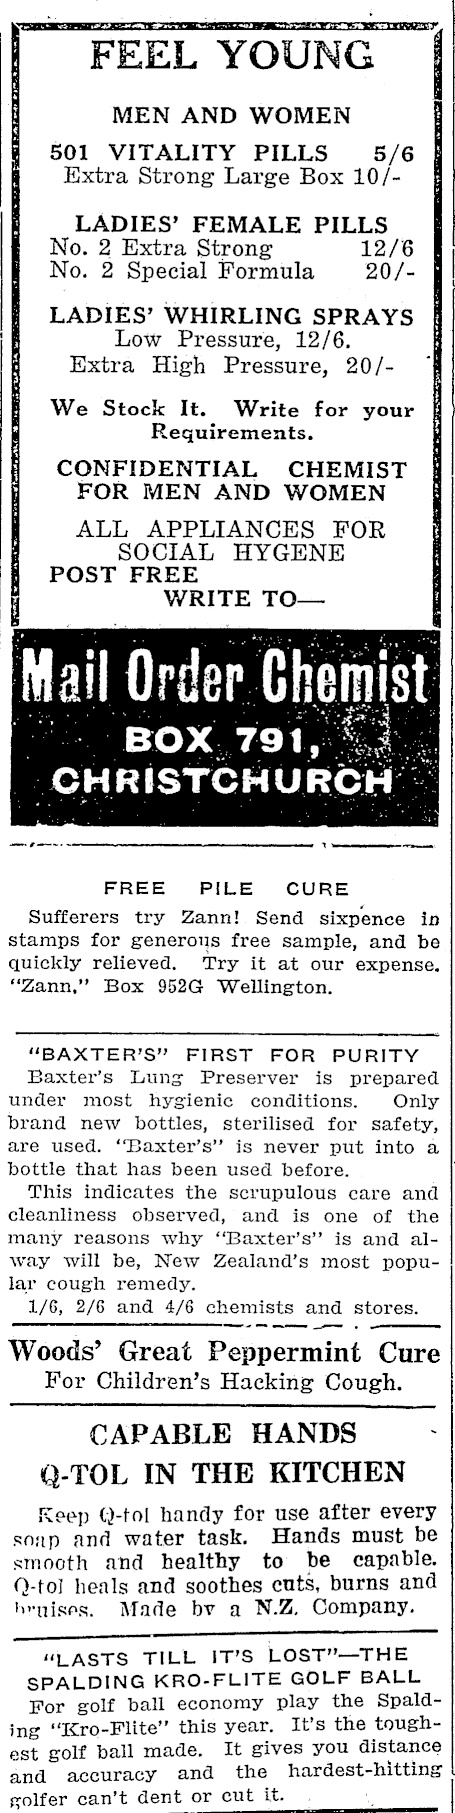 FEEL YOUNG
MEN AND WOMEN
501 VITALITY PILLS 5/6
Extra Strong Large Box 10/-
LADIES' FEMALE PILLS
No. 2 Extra Strong 12/6
No. 2 Special Formula 20/-
LADIES' WHIRLING SPRAYS
Low Pressure, 12/6.
Extra High Pressure, 20/-
We Stock It. Write for your
Requirements.
CONFIDENTIAL CHEMIST
FOR MEN AND WOMEN
ALL APPLIANCES FOR
SOCIAL HYGENE
POST FREE
WRITE TO—
Mail Order Chemist
BOX 791,
CHRISTCHURCH
FREE PILE CURE
Sufferers try Zann! Send sixpence in
stamps for generous free sample, and be
quickly relieved. Try it at our expense.
"Zann," Box 952G Wellington.
"BAXTER'S" FIRST FOR PURITY
Baxter's Lung Preserver is prepared
under most hygienic conditions. Only
brand new bottles, sterilised for safety,
are used. "Baxter's" is never put into a
bottle that has been used before.
This indicates the scrupulous care and
cleanliness observed, and is one of the
many reasons why "Baxter's" is and al-
way will be, New Zealand's most popu-
lar cough remedy.
1/6, 2/6 and 4/6 chemists and stores.
Woods' Great Peppermint Cure
For Children's Hacking Cough.
CAPABLE HANDS
Q-TOL IN THE KITCHEN
Keep Q-tol handy for use after every
soap and water task. Hands must be
smooth and healthy to be capable.
Q-tol heals and soothes cuts, burns and
bruises. Made by a N.Z. Company.
"LASTS TILL IT'S LOST"—THE
SPALDING KRO-FLITE GOLF BALL
For golf ball economy play the Spald-
ing "Kro-Flite" this year. It's the tough-
est golf ball made. It gives you distance
and accuracy and the hardest-hitting
golfer can't dent or cut it.